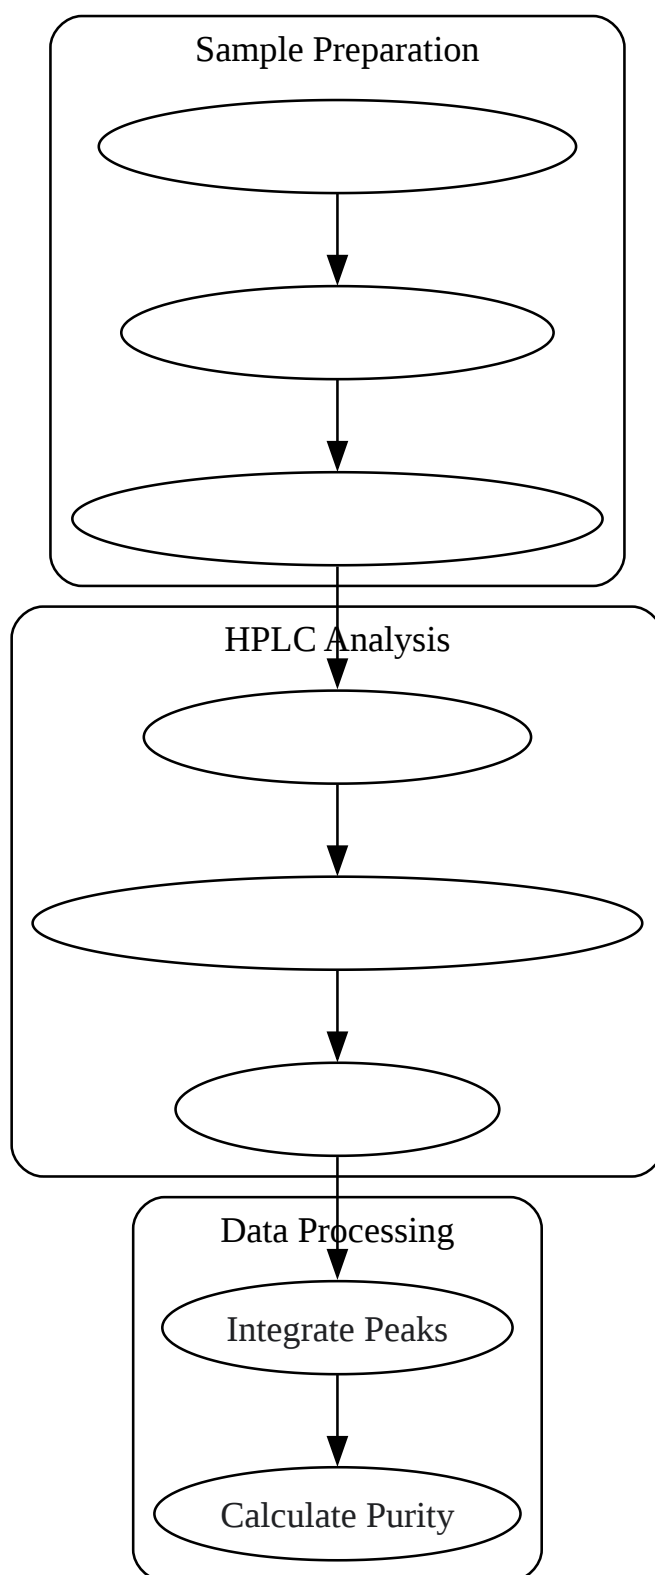 Sample Preparation
HPLC Analysis
Data Processing
Integrate Peaks
Calculate Purity